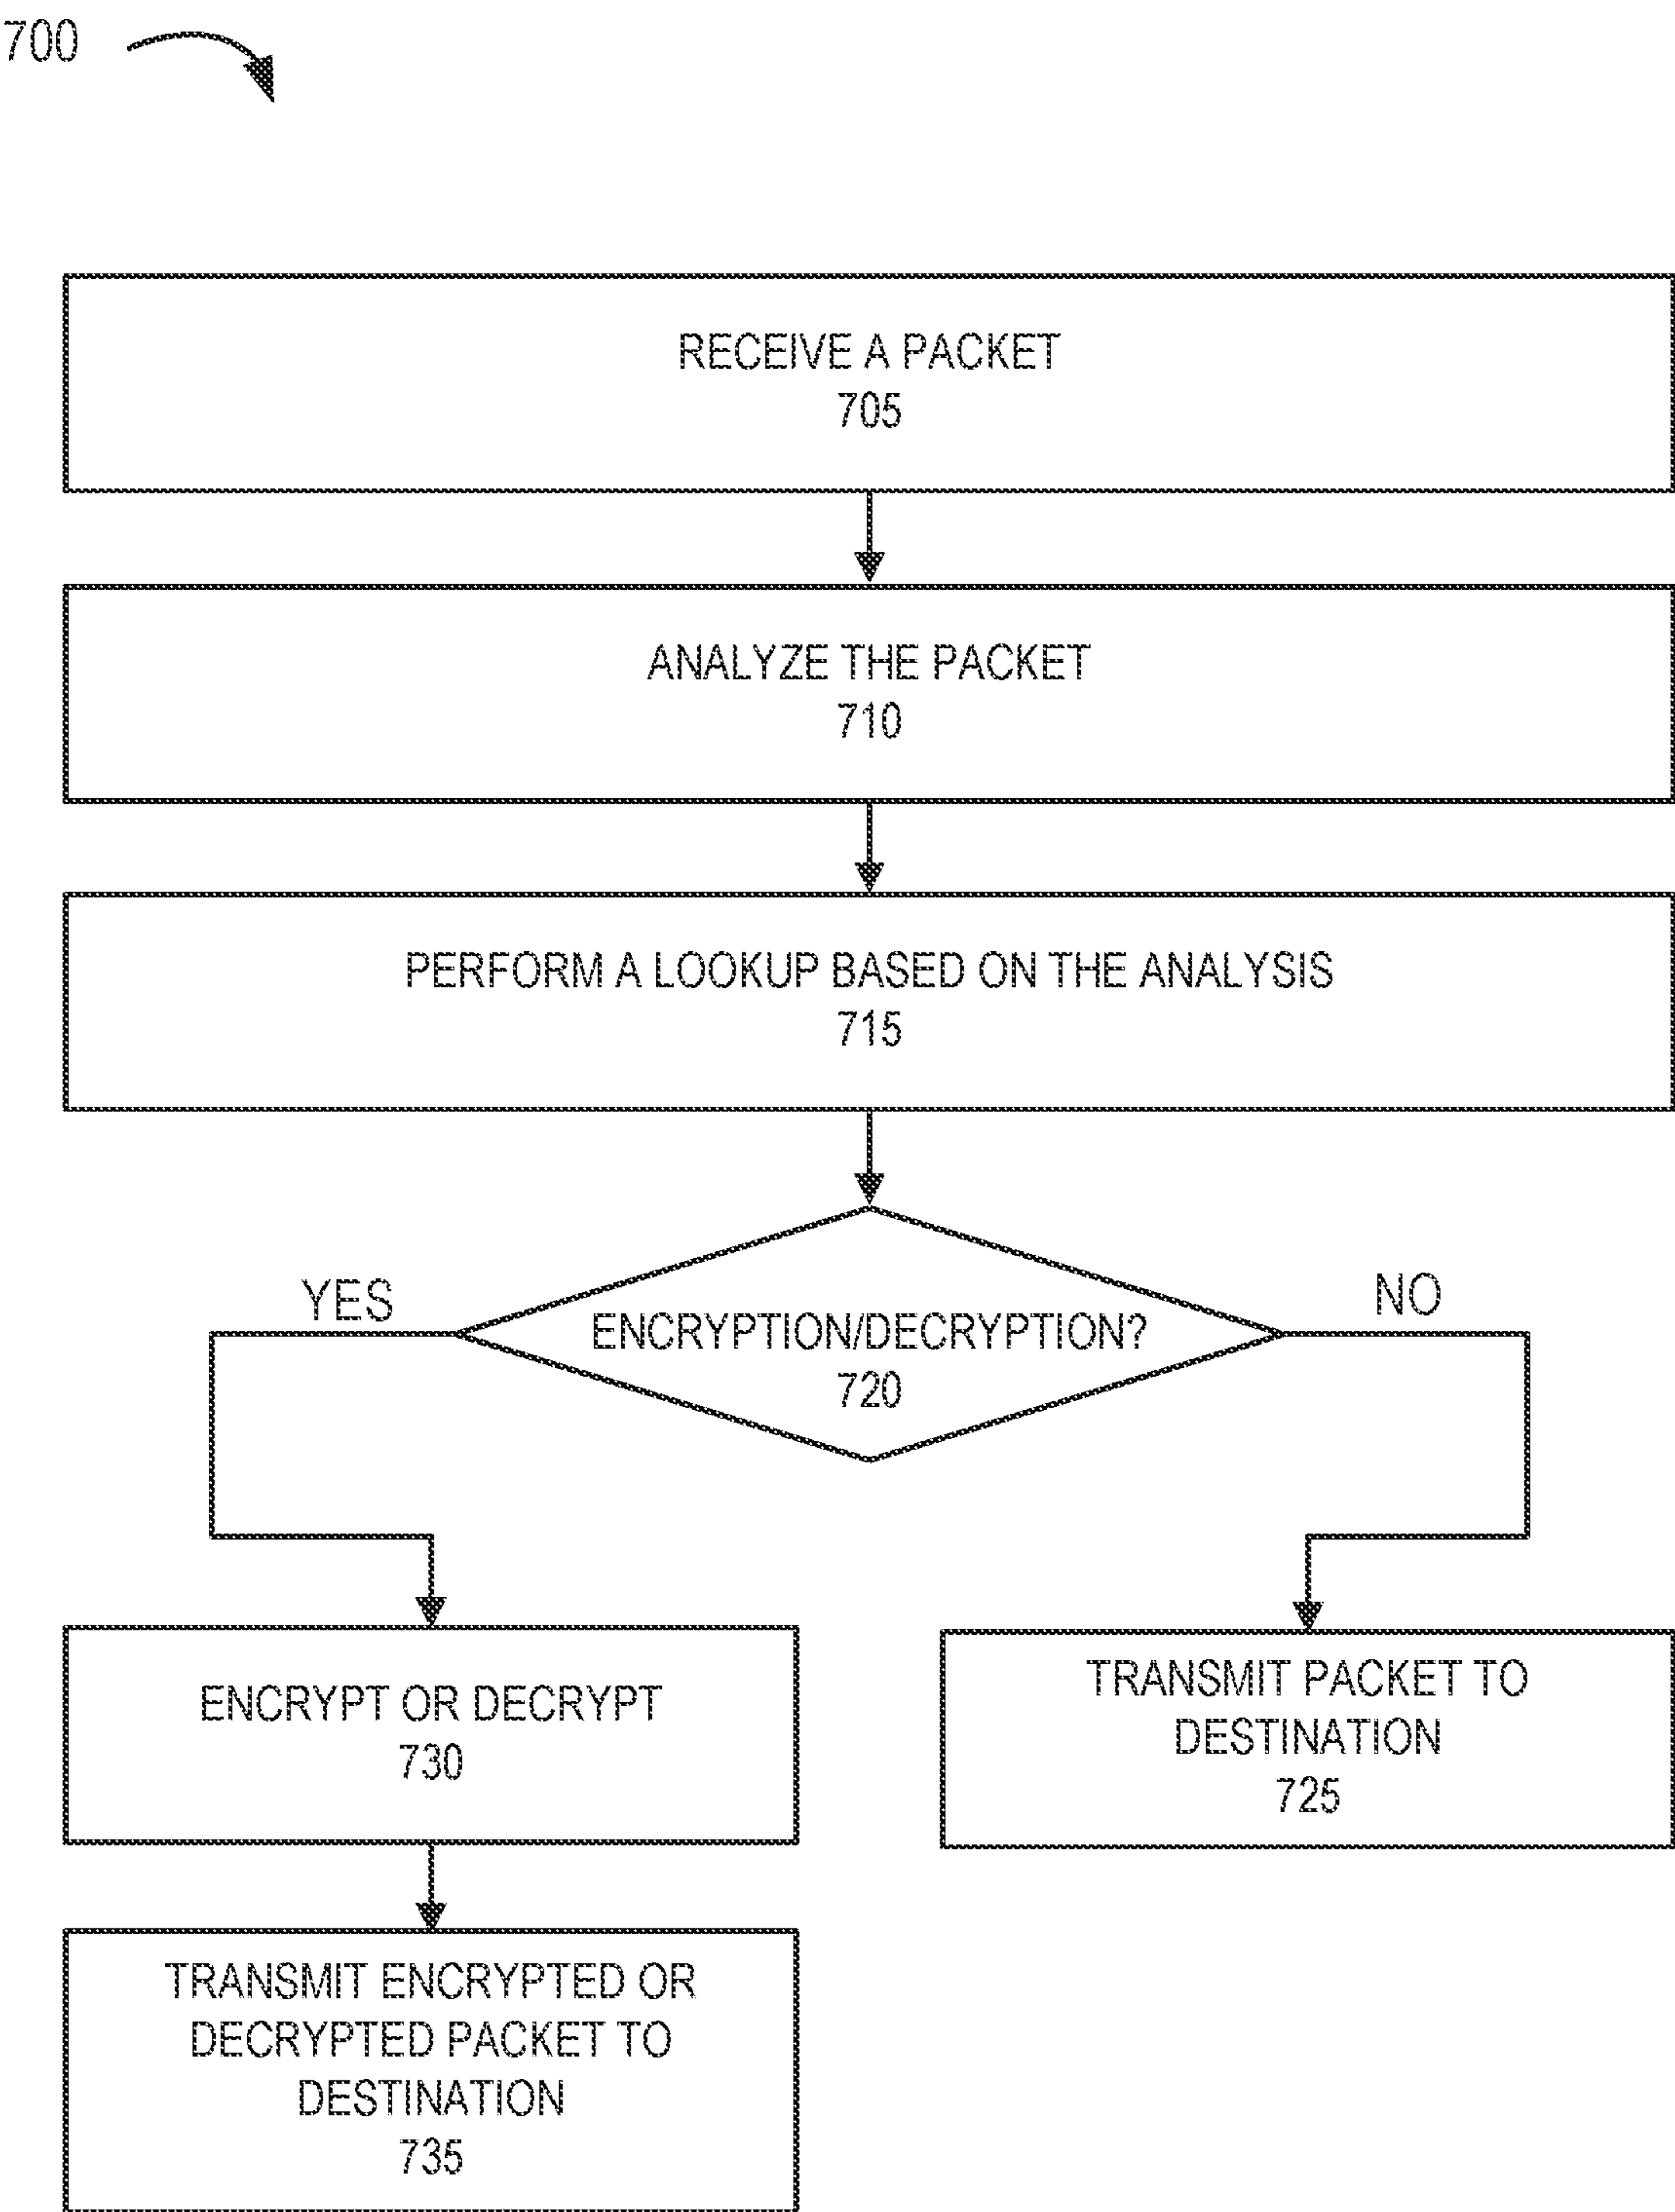 700
RECEIVE A PACKET
705
ANALYZE THE PACKET
710
PERFORM A LOOKUP BASED ON THE ANALYSIS
715
YES
NO
ENCRYPTION/DECRYPTION?
720
ENCRYPT OR DECRYPT
730
TRANSMIT PACKET TO
DESTINATION
725
TRANSMIT ENCRYPTED OR
DECRYPTED PACKET TO
DESTINATION
735